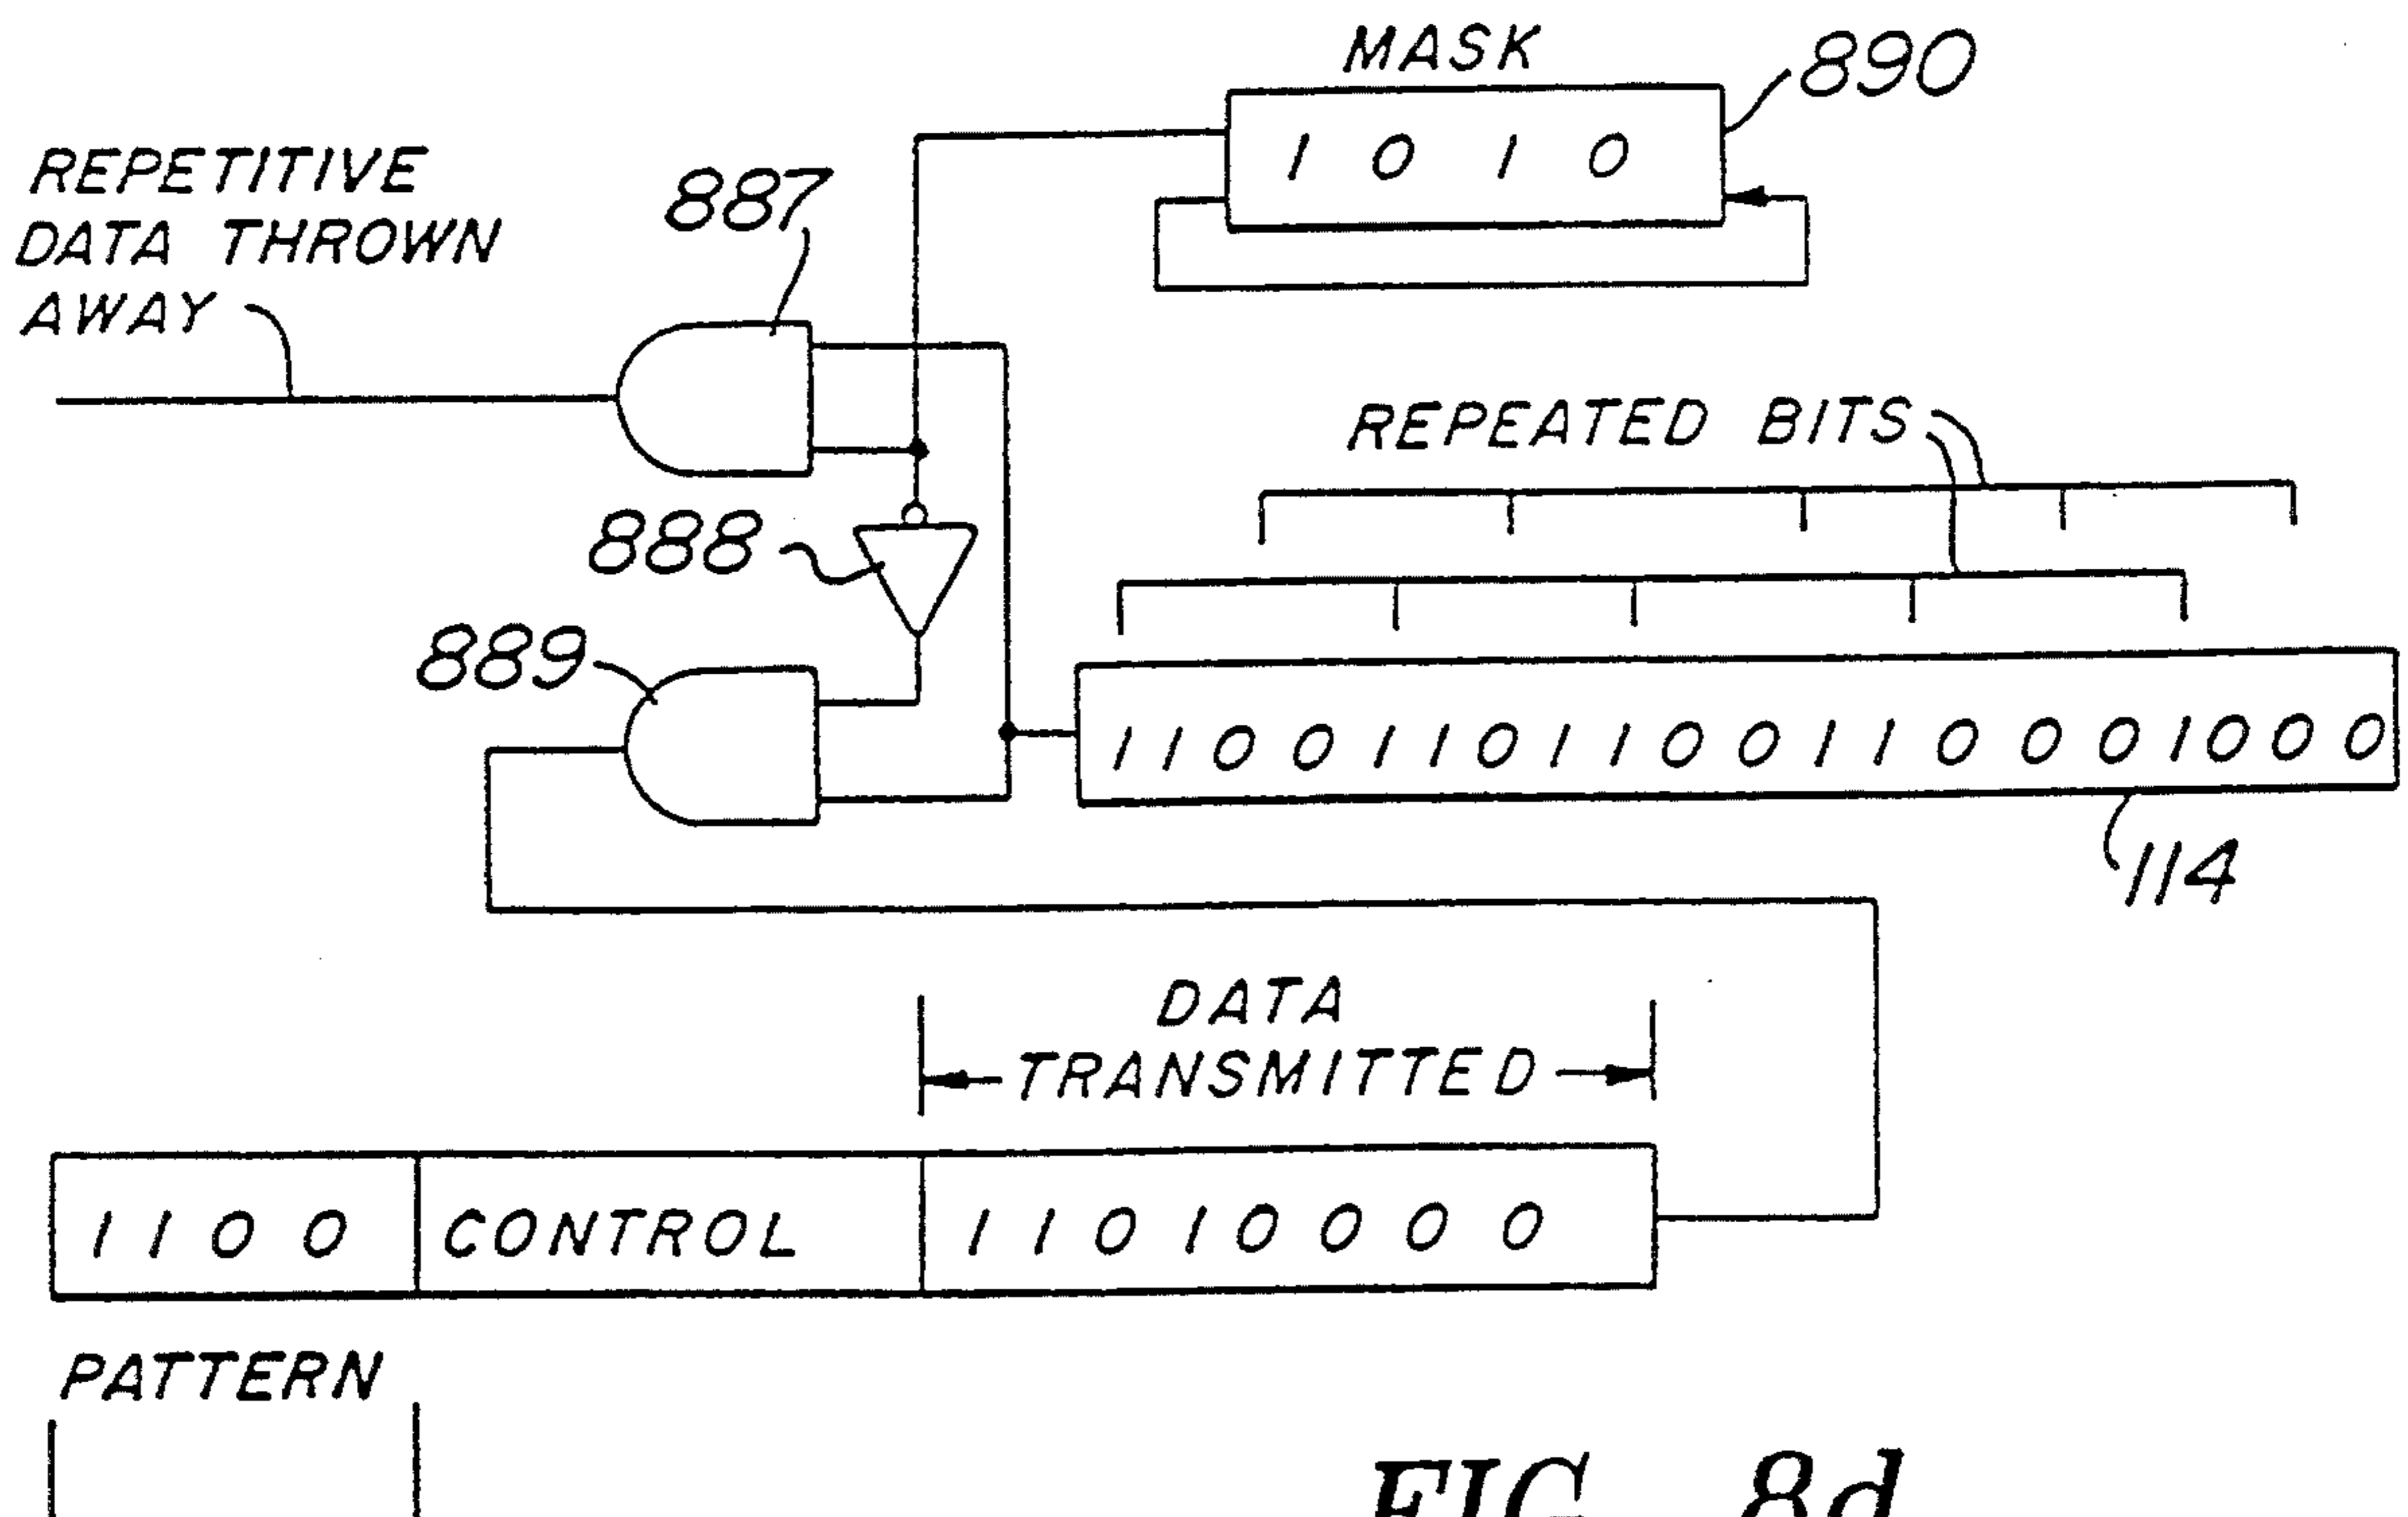 MASK
890
1 0 1 0
REPETITIVE
DATA THROWN
AWAY
887
REPEATED BITS
888
889
1 1 0 0 1 1 0 1 1 0 0 1 1 0 0 0 1 0 0 0
114
DATA
TRANSMITTED
1 1 0 0
CONTROL
1 1 0 1 0 0 0 0
PATTERN
FIG. 8d